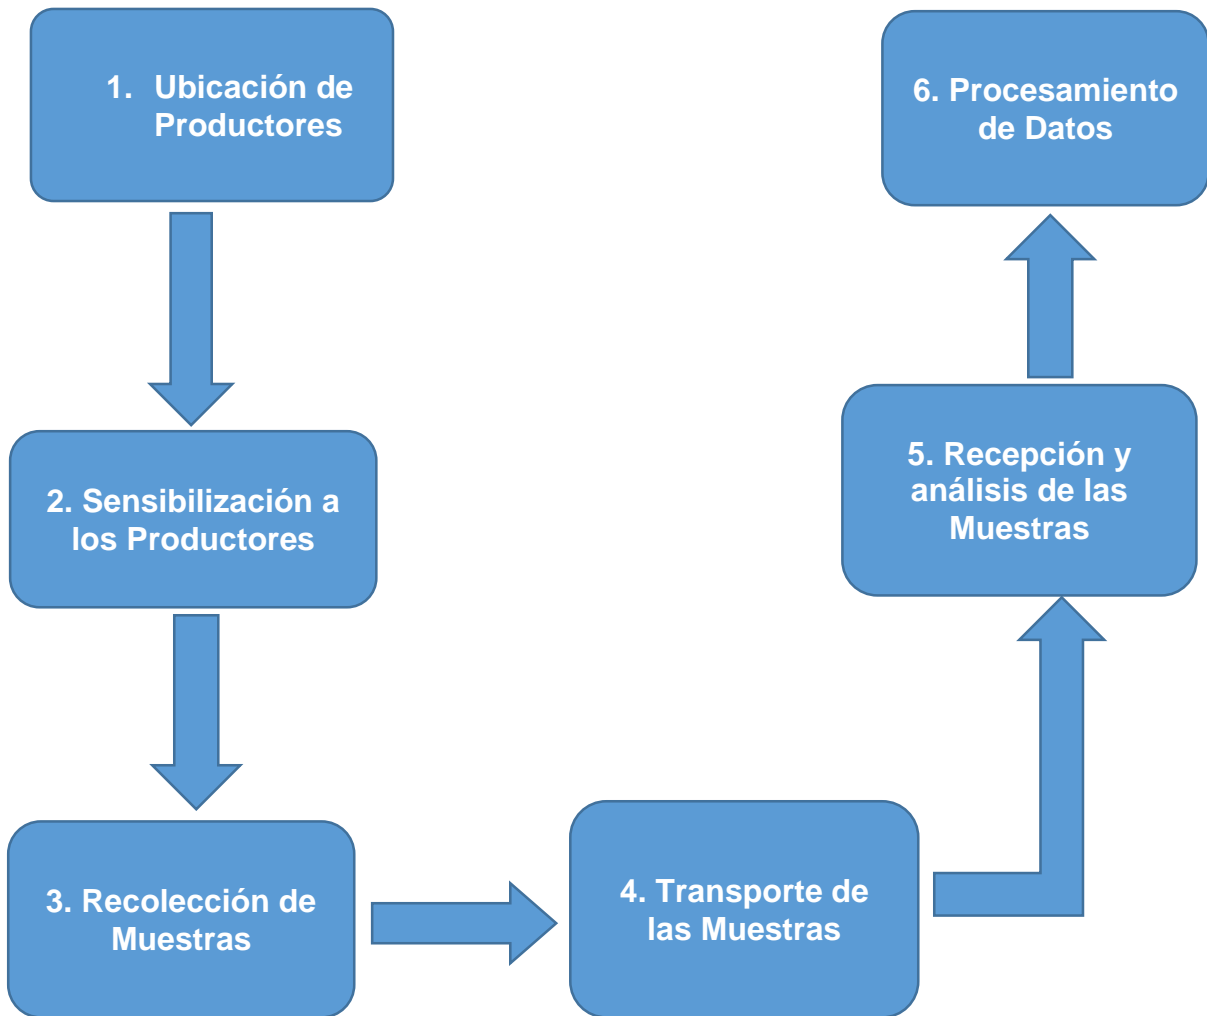 1. Ubicación de
Productores
2. Sensibilización a
los Productores
3. Recolección de
Muestras
4. Transporte de
las Muestras
5. Recepción y
análisis de las
Muestras
6. Procesamiento
de Datos